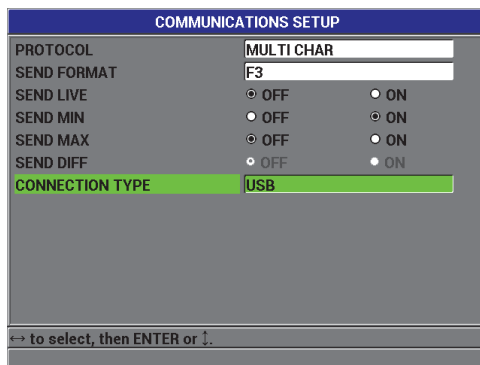 COMMUNICATIONS SETUP
PROTOCOL MULTI CHAR
SEND FORMAT F3
SEND LIVE OFF ON
SEND MIN OFF ON
SEND MAX OFF ON
SEND DIFF OFF ON
CONNECTION TYPE USB
↔ to select, then ENTER or ↕.